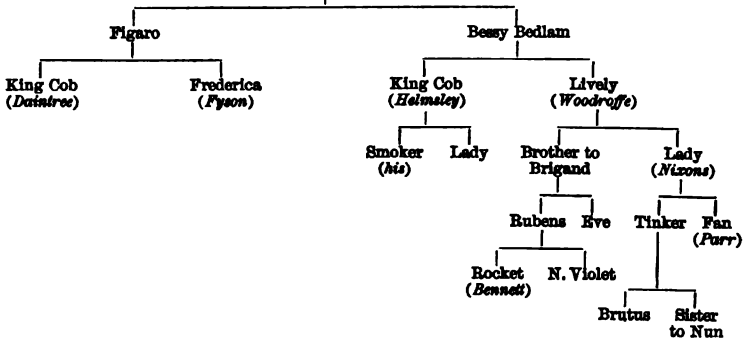 Figaro
Bessy Bedlam
King Cob
(Daintree)
Frederica
(Fyson)
King Cob
(Helmsley)
Lively
(Woodroffe)
Smoker
(his)
Lady
Brother to
Brigand
Lady
(Nixons)
Rubens
Eve
Tinker
Fan
(Parr)
Rocket
(Bennett)
N. Violet
Brutus
Sister
to Nun